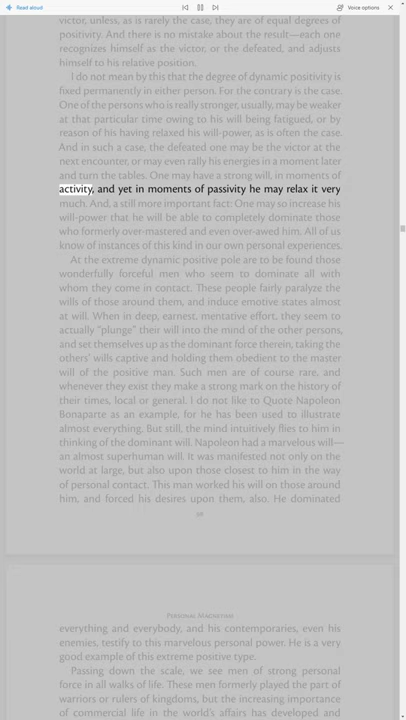 Read aloud
Voice options
victor, unless, as is rarely the case, they are of equal degrees of
positivity. And there is no mistake about the result—each one
recognizes himself as the victor, or the defeated, and adjusts
himself to his relative position.
I do not mean by this that the degree of dynamic positivity is
fixed permanently in either person. For the contrary is the case.
One of the persons who is really stronger, usually, may be weaker
at that particular time owing to his will being fatigued, or by
reason of his having relaxed his will-power, as is often the case.
And in such a case, the defeated one may be the victor at the
next encounter, or may even rally his energies in a moment later
and turn the tables. One may have a strong will, in moments of
activity, and yet in moments of passivity he may relax it very
much. And, a still more important fact: One may so increase his
will-power that he will be able to completely dominate those
who formerly over-mastered and even over-awed him. All of us
know of instances of this kind in our own personal experiences.
At the extreme dynamic positive pole are to be found those
wonderfully forceful men who seem to dominate all with
whom they come in contact. These people fairly paralyze the
wills of those around them, and induce emotive states almost
at will. When in deep, earnest, mentative effort, they seem to
actually “plunge” their will into the mind of the other persons,
and set themselves up as the dominant force therein, taking the
others’ wills captive and holding them obedient to the master
will of the positive man. Such men are of course rare, and
whenever they exist they make a strong mark on the history of
their times, local or general. I do not like to Quote Napoleon
Bonaparte as an example, for he has been used to illustrate
almost everything. But still, the mind intuitively flies to him in
thinking of the dominant will. Napoleon had a marvelous will—
an almost superhuman will. It was manifested not only on the
world at large, but also upon those closest to him in the way
of personal contact. This man worked his will on those around
him, and forced his desires upon them, also. He dominated
Personal Magnetism
everything and everybody, and his contemporaries, even his
enemies, testify to this marvelous personal power. He is a very
good example of this extreme positive type.
Passing down the scale, we see men of strong personal
force in all walks of life. These men formerly played the part of
warriors or rulers of kingdoms, but the increasing importance
of commercial life in the world’s affairs has developed and